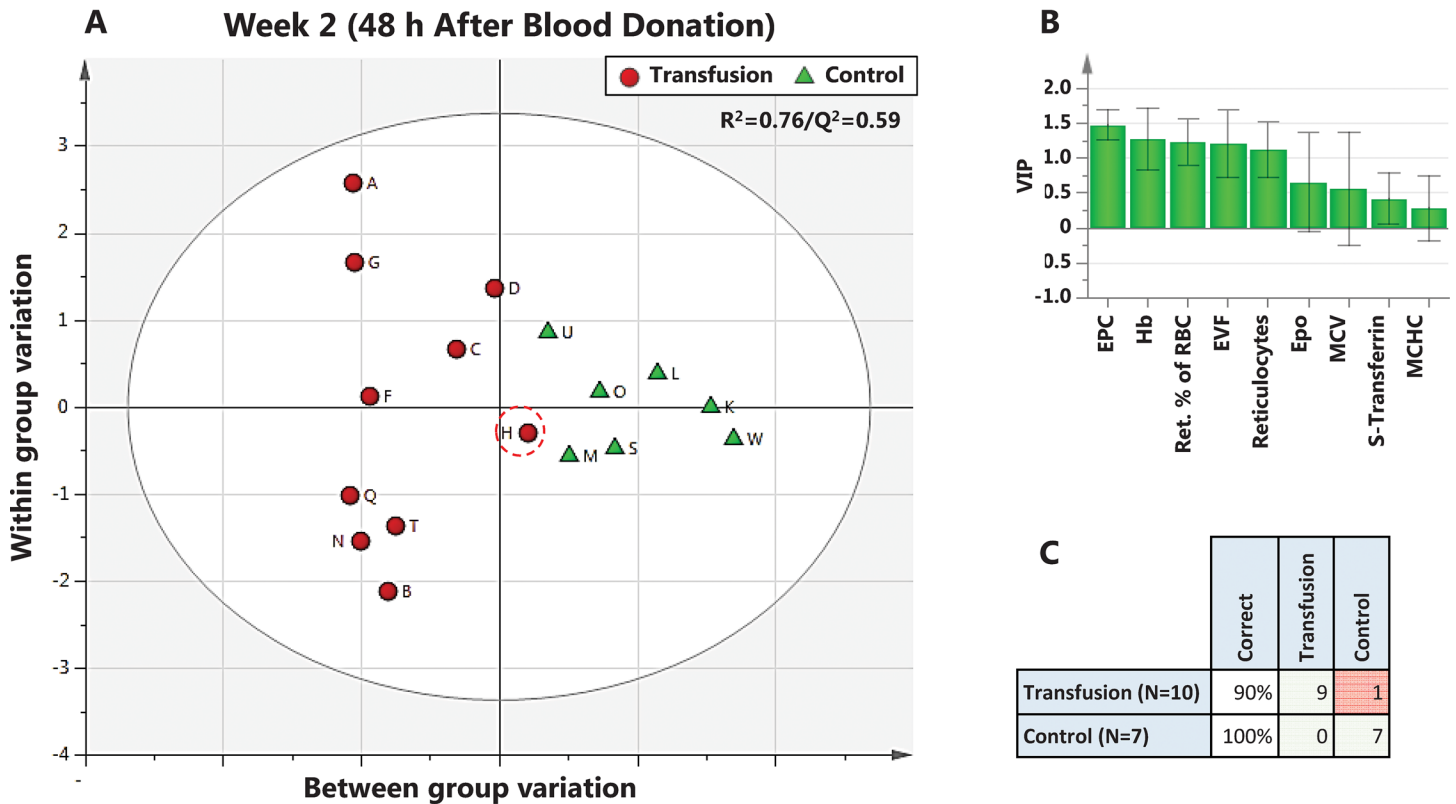 A
Week 2 (48 h After Blood Donation)
Transfusion
Control
R²=0.76/Q²=0.59
Within group variation
3
2
1
0
-1
-2
-3
-4
-
A
G
D
U
C
L
O
F
K
H
W
S
M
Q
T
N
B
Between group variation
B
VIP
2.0
1.5
1.0
0.5
0
0.5
-1.0
EPC
Hb
Ret. % of RBC
EVF
Reticulocytes
Epo
MCV
S-Transferrin
MCHC
C
Correct
Transfusion
Control
Transfusion (N=10) 90% 9 1
Control (N=7) 100% 0 7